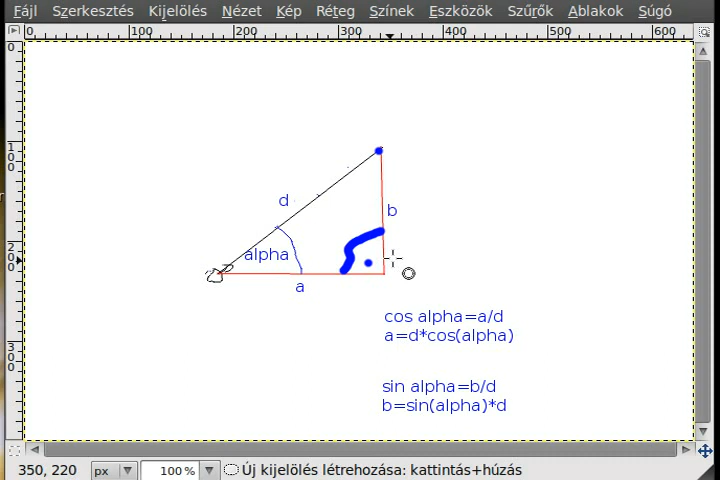 Fájl Szerkesztés Kijelölés Nézet Kép Réteg Színek Eszközök Szűrők Ablakok Súgó
0 100 200 300 400 500 600
0
100
200
300
d
b
alpha
a
cos alpha=a/d
a=d*cos(alpha)
sin alpha=b/d
b=sin(alpha)*d
350, 220 px 100 % Új kijelölés létrehozása: kattintás+húzás